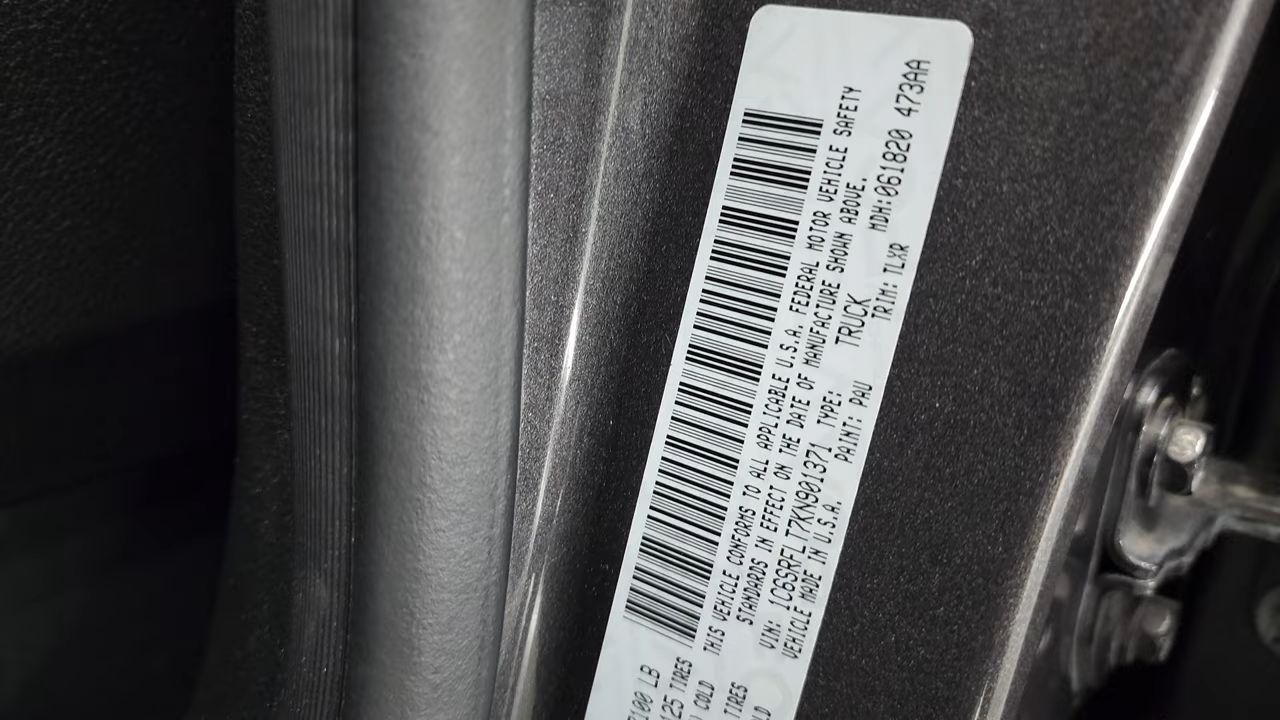 100 LB
125 TIRES
COLD
TIRES
THIS VEHICLE CONFORMS TO ALL APPLICABLE U.S.A. FEDERAL MOTOR VEHICLE SAFETY
STANDARDS IN EFFECT ON THE DATE OF MANUFACTURE SHOWN ABOVE.
VIN: 1C6SRFLT7KN901371 TYPE: TRUCK MDH:061820 473AA
VEHICLE MADE IN U.S.A. PAINT: PAU TRIM: TLXR